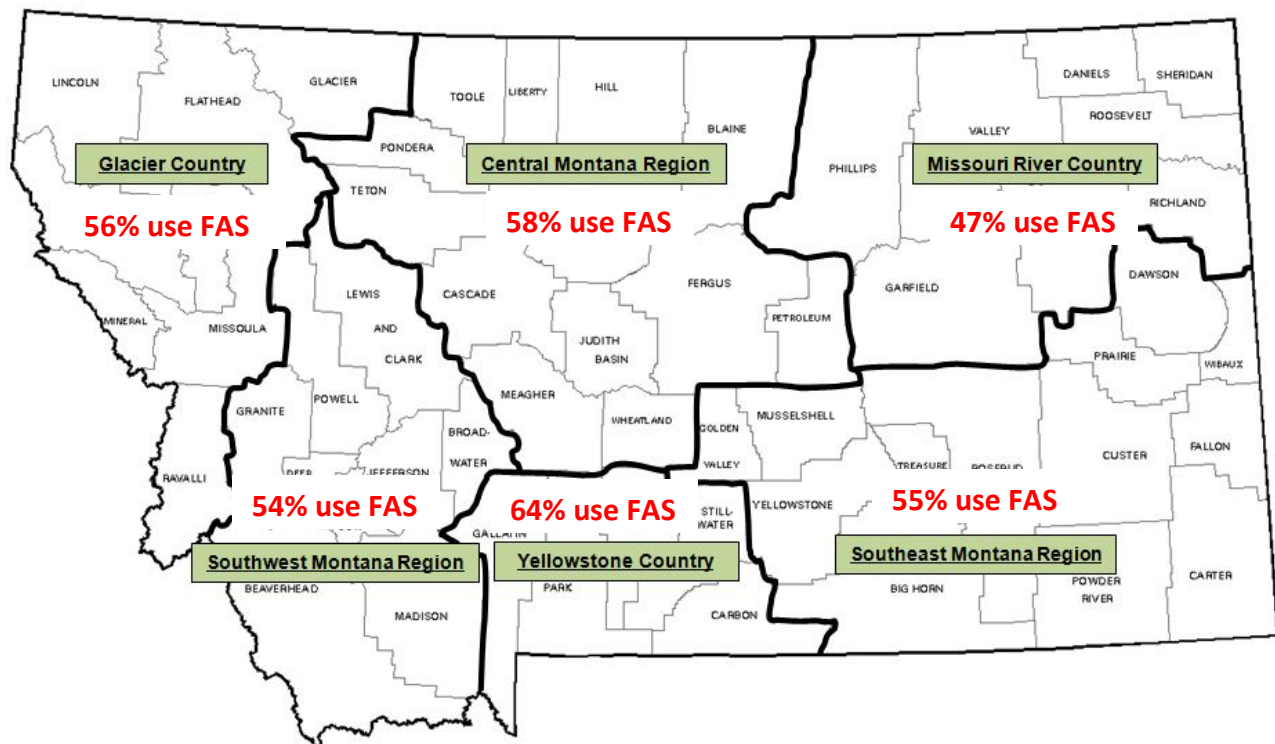 LINCOLN
FLATHEAD
GLACIER
TOOLE
LIBERTY
HILL
BLAINE
PHILLIPS
VALLEY
DANIELS
SHERIDAN
ROOSEVELT
RICHLAND
PONDERA
TETON
Glacier Country
Central Montana Region
Missouri River Country
56% use FAS
58% use FAS
47% use FAS
MINERAL
MISSOULA
LEWIS
AND
CLARK
CASCADE
FERGUS
PETROLEUM
GARFIELD
DAWSON
JUDITH
BASIN
PRAIRIE
WIBAUX
GRANITE
POWELL
MEAGHER
WHEATLAND
GOLDEN
VALLEY
MUSSELSHELL
BROAD-
WATER
RAVALLI
DEER
JEFFERSON
TREASURE
ROSEBUD
CUSTER
FALLON
54% use FAS
64% use FAS
55% use FAS
GALLATIN
STILL-
WATER
YELLOWSTONE
Southwest Montana Region
Yellowstone Country
Southeast Montana Region
BEAVERHEAD
MADISON
PARK
CARBON
BIG HORN
POWDER
RIVER
CARTER